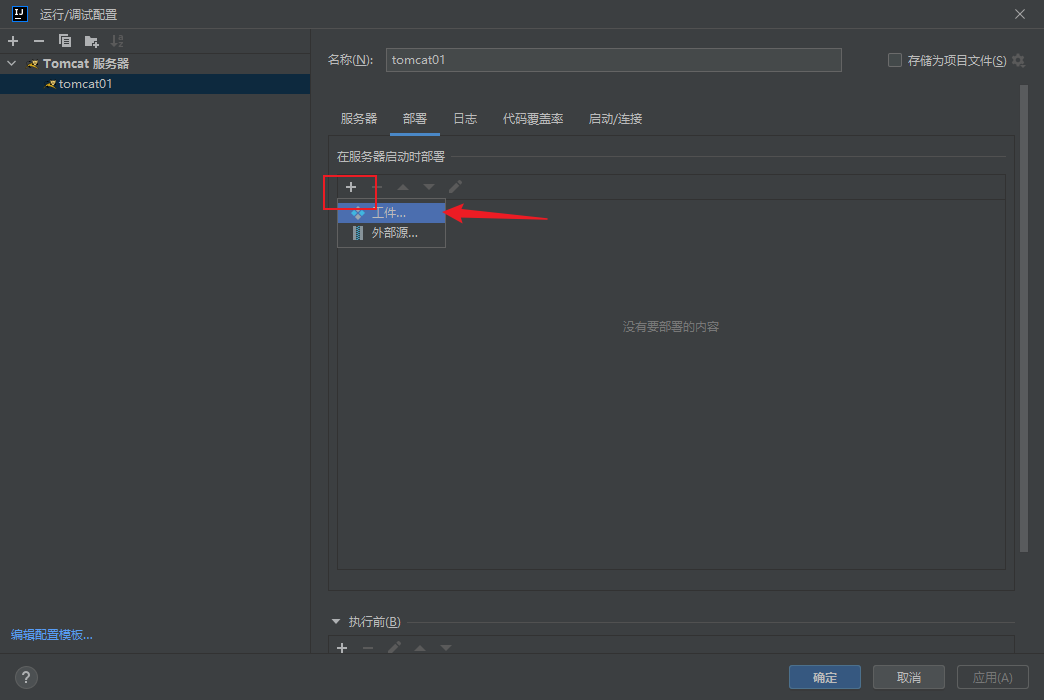 运行/调试配置
Tomcat 服务器
tomcat01
名称(N):
tomcat01
存储为项目文件(S)
服务器 部署 日志 代码覆盖率 启动/连接
在服务器启动时部署
工件...
外部源...
没有要部署的内容
执行前(B)
编辑配置模板...
?
确定 取消 应用(A)